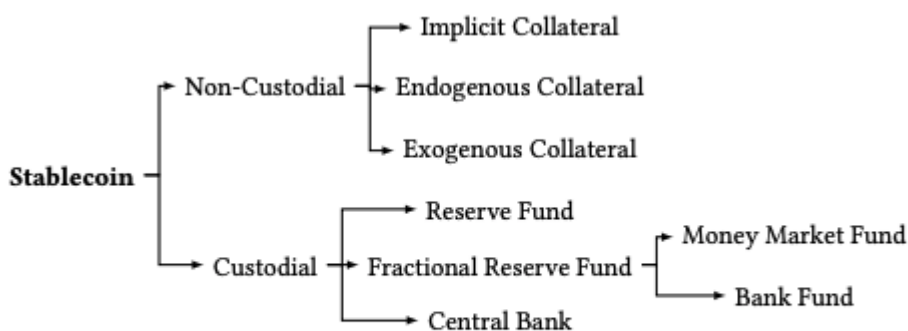 Stablecoin
Non-Custodial
Implicit Collateral
Endogenous Collateral
Exogenous Collateral
Custodial
Reserve Fund
Fractional Reserve Fund
Money Market Fund
Bank Fund
Central Bank